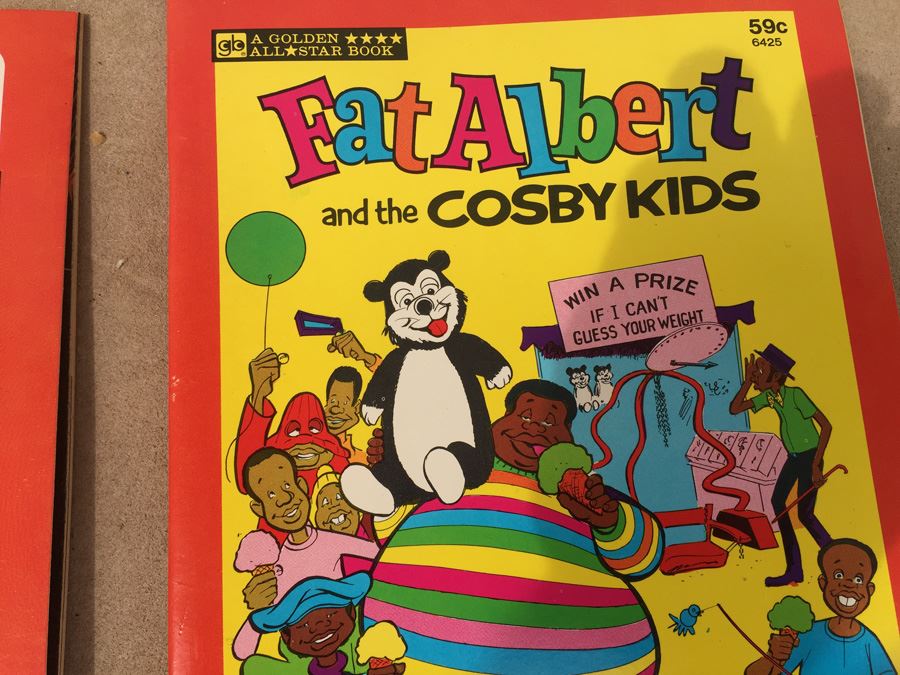 gb A GOLDEN ★★★★
ALL★STAR BOOK
59c
6425
Fat Albert
and the COSBY KIDS
WIN A PRIZE
IF I CAN'T
GUESS YOUR WEIGHT